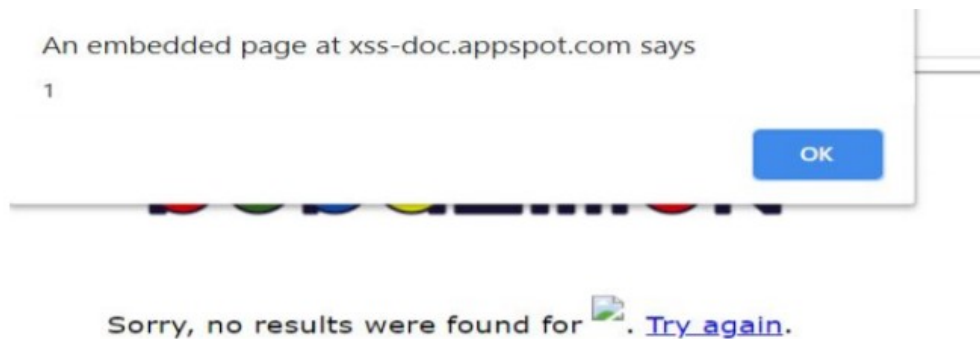 An embedded page at xss-doc.appspot.com says
1
OK
Sorry, no results were found for . Try again.